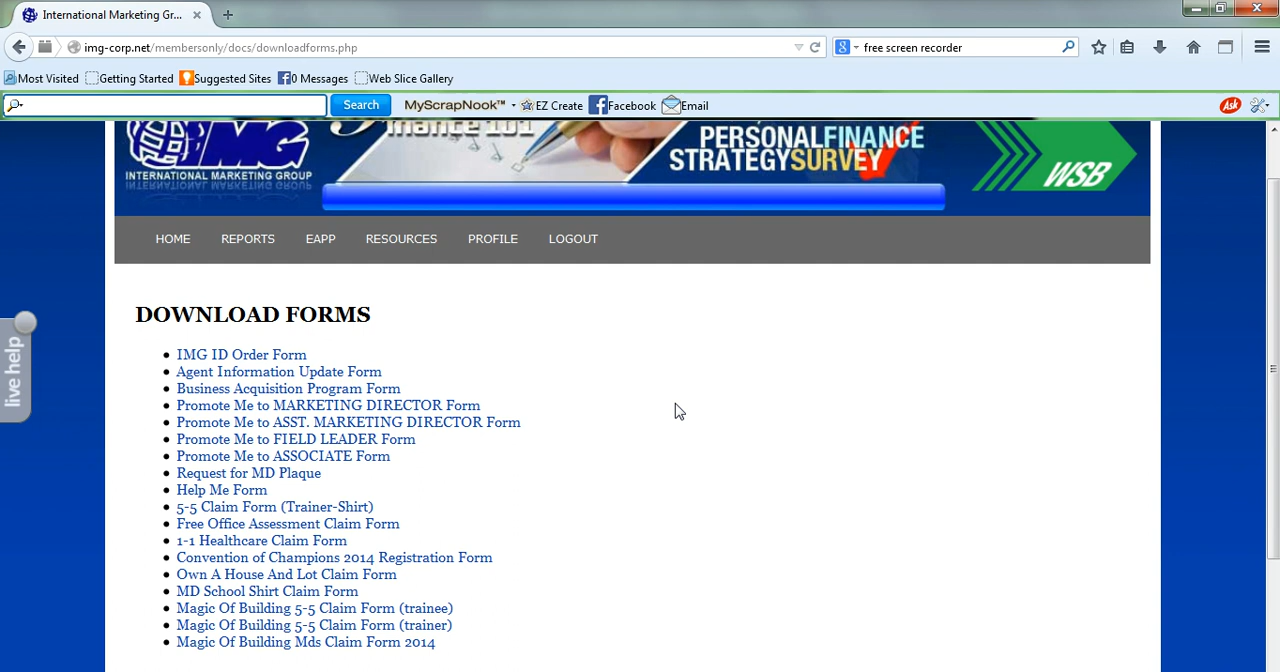 International Marketing Gr...
img-corp.net/membersonly/docs/downloadforms.php
free screen recorder
Most Visited Getting Started Suggested Sites 0 Messages Web Slice Gallery
Search MyScrapNook™ EZ Create Facebook Email Ask
inance 101
IMG
INTERNATIONAL MARKETING GROUP
PERSONALFINANCE
STRATEGYSURVEY
WSB
HOME REPORTS EAPP RESOURCES PROFILE LOGOUT
DOWNLOAD FORMS
live help
IMG ID Order Form
Agent Information Update Form
Business Acquisition Program Form
Promote Me to MARKETING DIRECTOR Form
Promote Me to ASST. MARKETING DIRECTOR Form
Promote Me to FIELD LEADER Form
Promote Me to ASSOCIATE Form
Request for MD Plaque
Help Me Form
5-5 Claim Form (Trainer-Shirt)
Free Office Assessment Claim Form
1-1 Healthcare Claim Form
Convention of Champions 2014 Registration Form
Own A House And Lot Claim Form
MD School Shirt Claim Form
Magic Of Building 5-5 Claim Form (trainee)
Magic Of Building 5-5 Claim Form (trainer)
Magic Of Building Mds Claim Form 2014